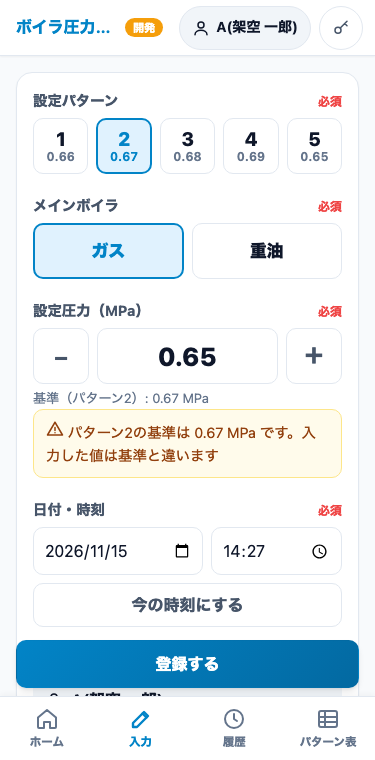 ボイラ圧力... 開発 A(架空 一郎)
設定パターン 必須
1 2 3 4 5
0.66 0.67 0.68 0.69 0.65
メインボイラ 必須
ガス 重油
設定圧力（MPa） 必須
− 0.65 +
基準（パターン2）: 0.67 MPa
パターン2の基準は 0.67 MPa です。入
力した値は基準と違います
日付・時刻 必須
2026/11/15 14:27
今の時刻にする
登録する
ホーム 入力 履歴 パターン表